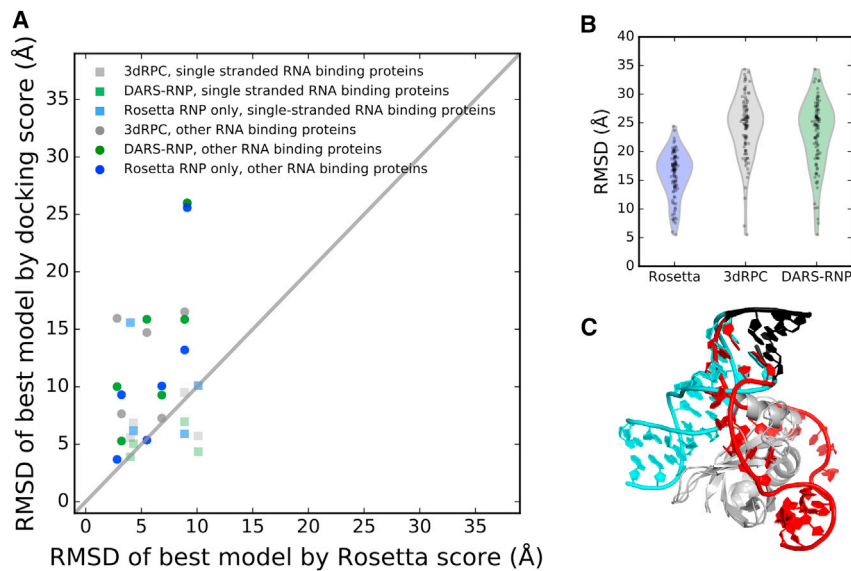 A
RMSD of best model by docking score (Å)
35
30
25
20
15
10
5
0
3dRPC, single stranded RNA binding proteins
DARS-RNP, single stranded RNA binding proteins
Rosetta RNP only, single-stranded RNA binding proteins
3dRPC, other RNA binding proteins
DARS-RNP, other RNA binding proteins
Rosetta RNP only, other RNA binding proteins
0 5 10 15 20 25 30 35
RMSD of best model by Rosetta score (Å)
B
RMSD (Å)
40
35
30
25
20
15
10
5
0
Rosetta 3dRPC DARS-RNP
C